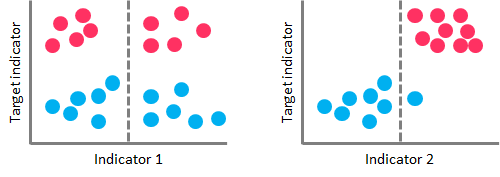 Target indicator
Indicator 1
Target indicator
Indicator 2